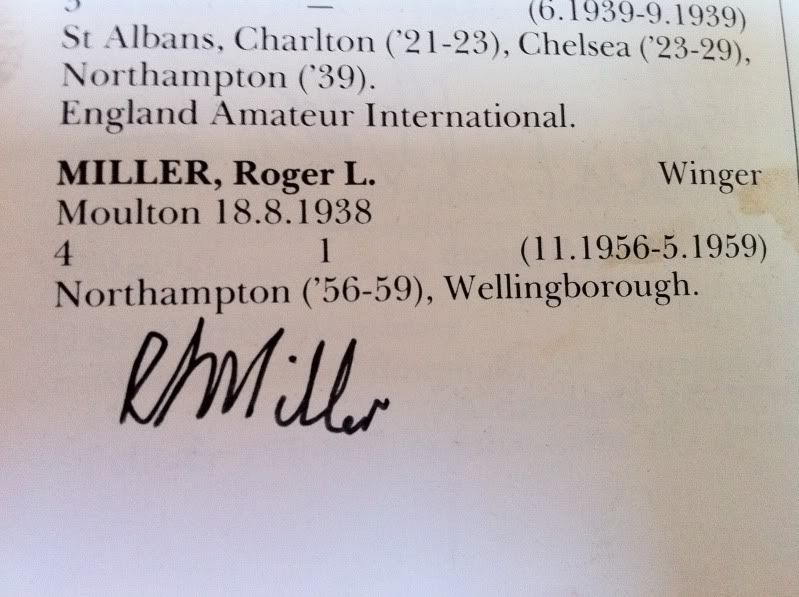 — (6.1939-9.1939)
St Albans, Charlton ('21-23), Chelsea ('23-29),
Northampton ('39).
England Amateur International.
MILLER, Roger L. Winger
Moulton 18.8.1938
4 1 (11.1956-5.1959)
Northampton ('56-59), Wellingborough.
R L Miller